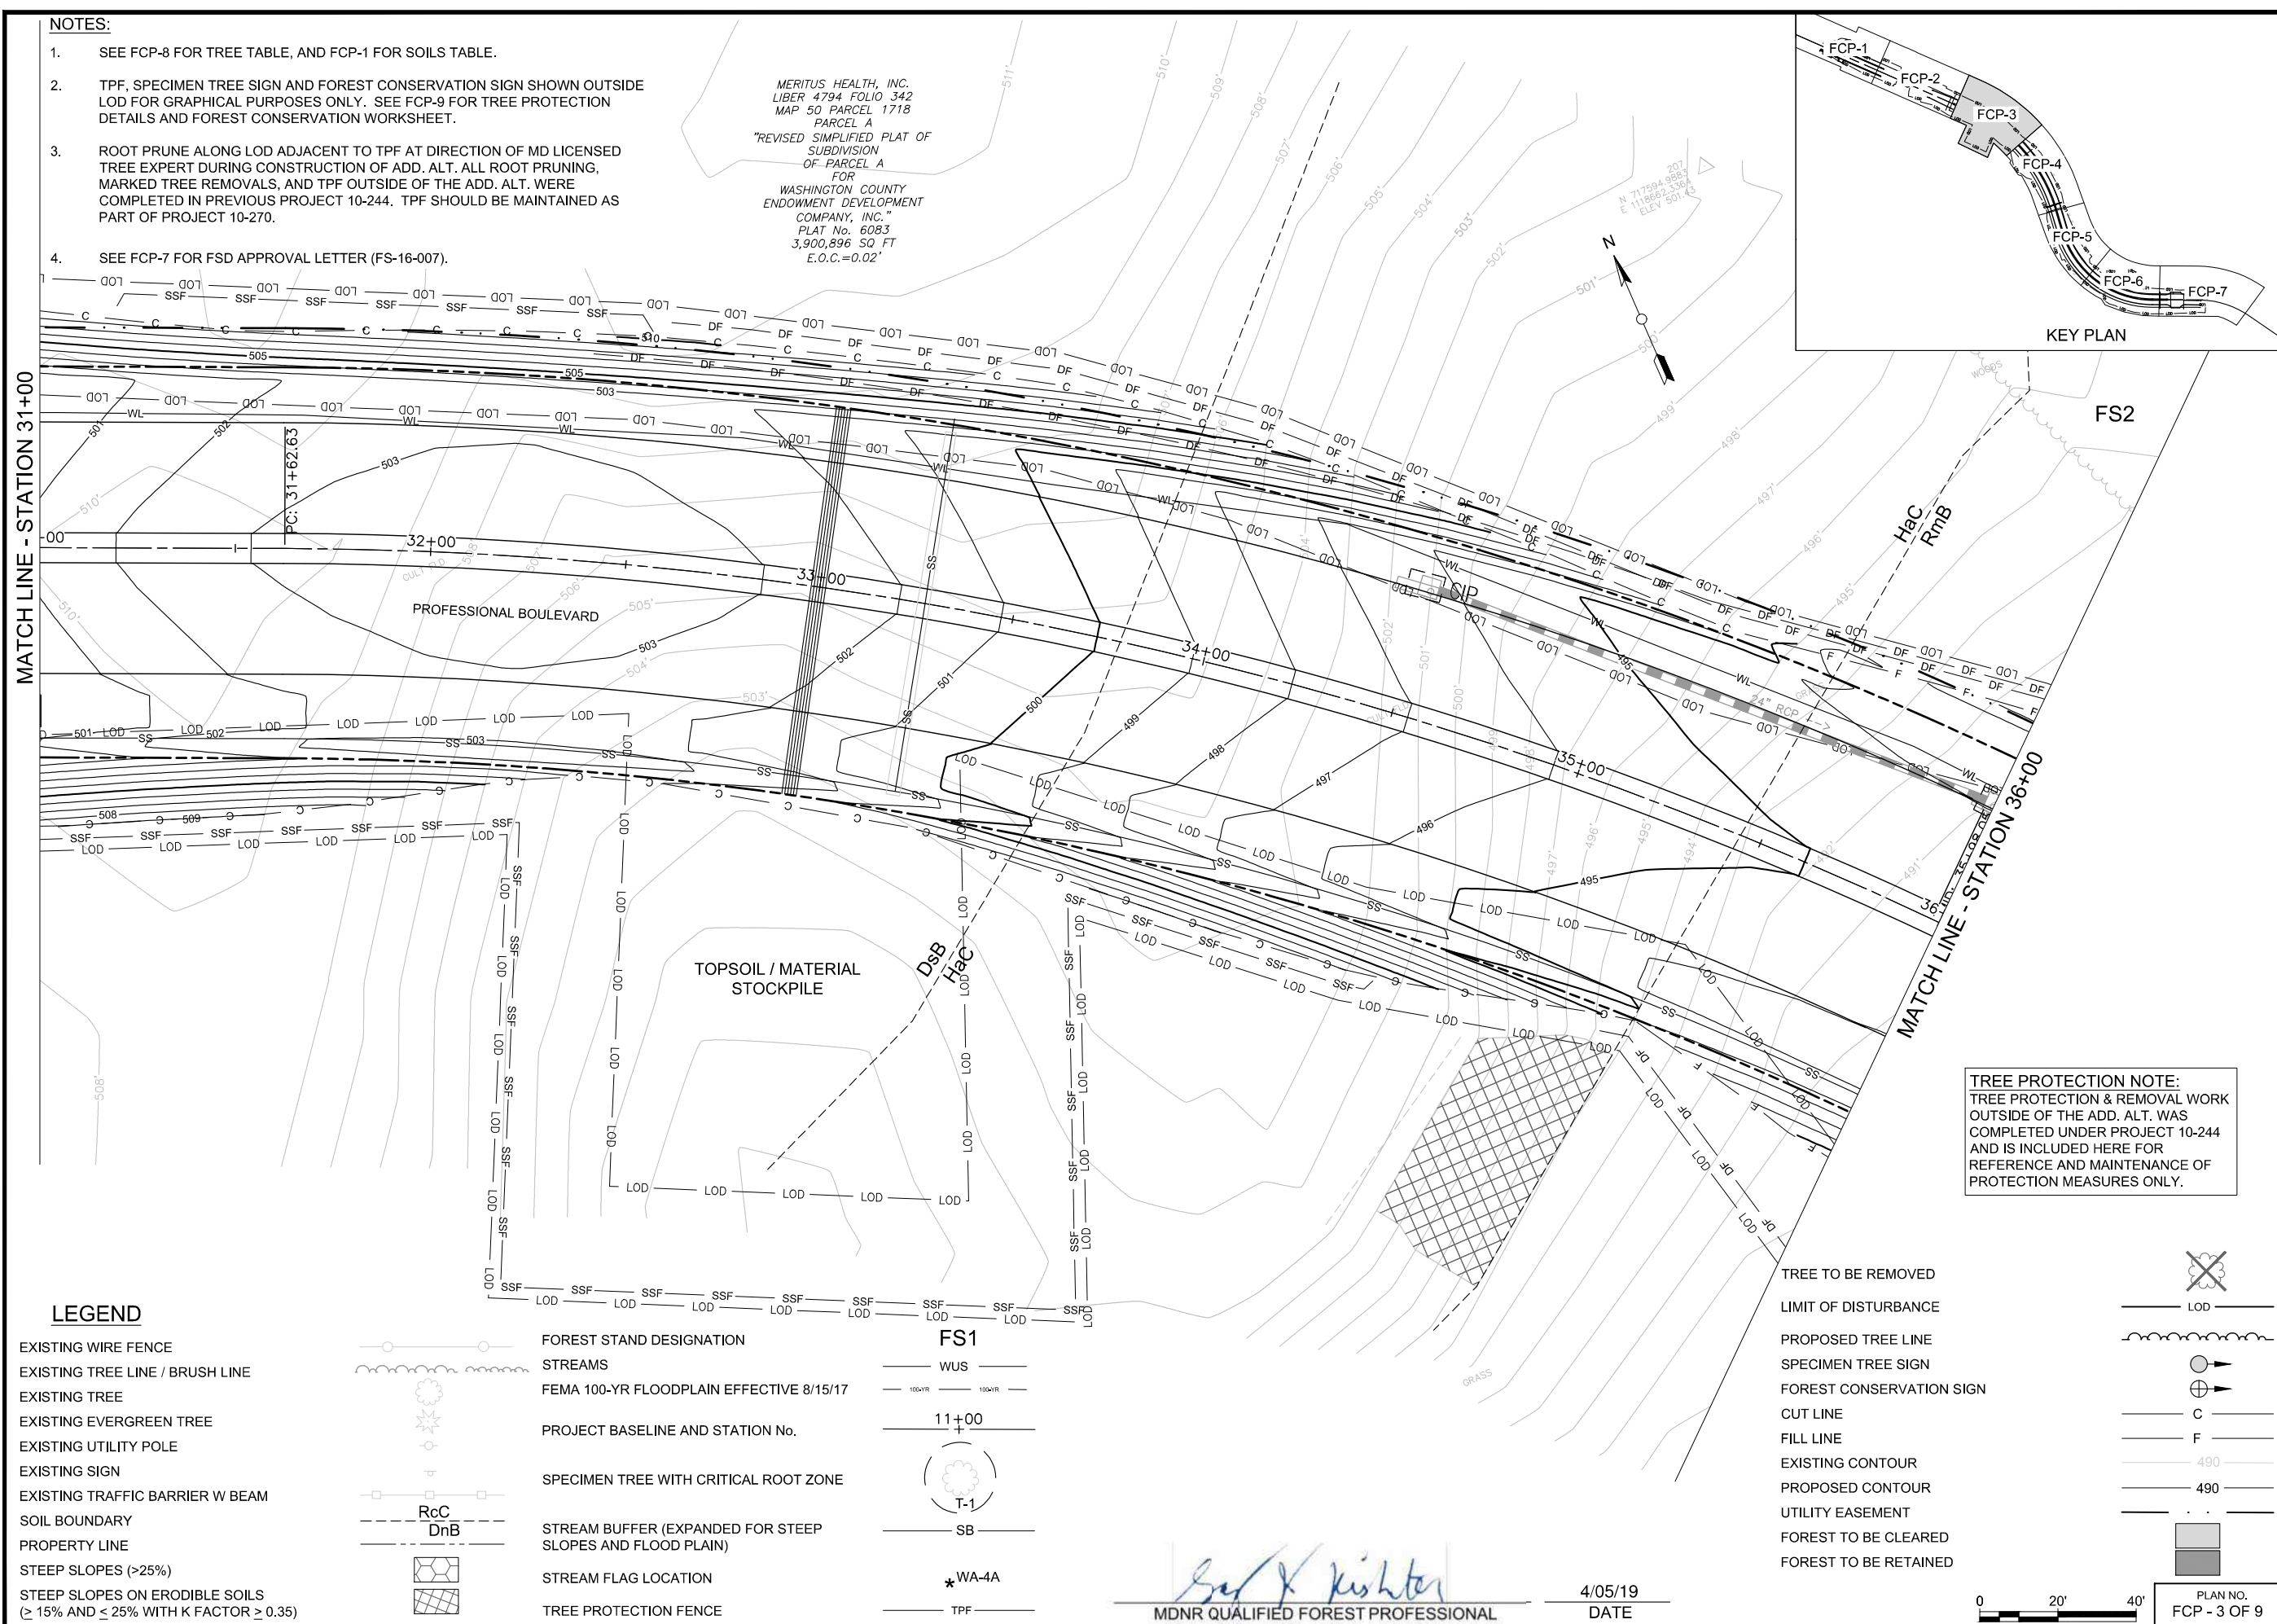 NOTES:
1. SEE FCP-8 FOR TREE TABLE, AND FCP-1 FOR SOILS TABLE.
2. TPF, SPECIMEN TREE SIGN AND FOREST CONSERVATION SIGN SHOWN OUTSIDE
LOD FOR GRAPHICAL PURPOSES ONLY. SEE FCP-9 FOR TREE PROTECTION
DETAILS AND FOREST CONSERVATION WORKSHEET.
3. ROOT PRUNE ALONG LOD ADJACENT TO TPF AT DIRECTION OF MD LICENSED
TREE EXPERT DURING CONSTRUCTION OF ADD. ALT. ALL ROOT PRUNING,
MARKED TREE REMOVALS, AND TPF OUTSIDE OF THE ADD. ALT. WERE
COMPLETED IN PREVIOUS PROJECT 10-244. TPF SHOULD BE MAINTAINED AS
PART OF PROJECT 10-270.
4. SEE FCP-7 FOR FSD APPROVAL LETTER (FS-16-007).
MERITUS HEALTH, INC.
LIBER 4794 FOLIO 342
MAP 50 PARCEL 1718
PARCEL A
"REVISED SIMPLIFIED PLAT OF
SUBDIVISION
OF PARCEL A
FOR
WASHINGTON COUNTY
ENDOWMENT DEVELOPMENT
COMPANY, INC."
PLAT No. 6083
3,900,896 SQ FT
E.O.C.=0.02'
207
N 717594.9883
E 1118662.3364
ELEV 501.43
N
FCP-1
FCP-2
FCP-3
FCP-4
FCP-5
FCP-6
FCP-7
KEY PLAN
WOODS
FS2
MATCH LINE - STATION 31+00
PC: 31+62.63
32+00
33+00
34+00
35+00
PROFESSIONAL BOULEVARD
CULT FLD
CULT FLD
CIP
24" RCP
GRASS
HaC
RmB
DsB
HaC
TOPSOIL / MATERIAL
STOCKPILE
MATCH LINE - STATION 36+00
GRASS
TREE PROTECTION NOTE:
TREE PROTECTION & REMOVAL WORK
OUTSIDE OF THE ADD. ALT. WAS
COMPLETED UNDER PROJECT 10-244
AND IS INCLUDED HERE FOR
REFERENCE AND MAINTENANCE OF
PROTECTION MEASURES ONLY.
LEGEND
EXISTING WIRE FENCE
EXISTING TREE LINE / BRUSH LINE
EXISTING TREE
EXISTING EVERGREEN TREE
EXISTING UTILITY POLE
EXISTING SIGN
EXISTING TRAFFIC BARRIER W BEAM
SOIL BOUNDARY
RcC
DnB
PROPERTY LINE
STEEP SLOPES (>25%)
STEEP SLOPES ON ERODIBLE SOILS
(≥ 15% AND ≤ 25% WITH K FACTOR ≥ 0.35)
FOREST STAND DESIGNATION FS1
STREAMS WUS
FEMA 100-YR FLOODPLAIN EFFECTIVE 8/15/17 100-YR 100-YR
PROJECT BASELINE AND STATION No. 11+00
SPECIMEN TREE WITH CRITICAL ROOT ZONE T-1
STREAM BUFFER (EXPANDED FOR STEEP SB
SLOPES AND FLOOD PLAIN)
STREAM FLAG LOCATION *WA-4A
TREE PROTECTION FENCE TPF
TREE TO BE REMOVED
LIMIT OF DISTURBANCE LOD
PROPOSED TREE LINE
SPECIMEN TREE SIGN
FOREST CONSERVATION SIGN
CUT LINE C
FILL LINE F
EXISTING CONTOUR 490
PROPOSED CONTOUR 490
UTILITY EASEMENT
FOREST TO BE CLEARED
FOREST TO BE RETAINED
MDNR QUALIFIED FOREST PROFESSIONAL
4/05/19
DATE
0 20' 40'
PLAN NO.
FCP - 3 OF 9